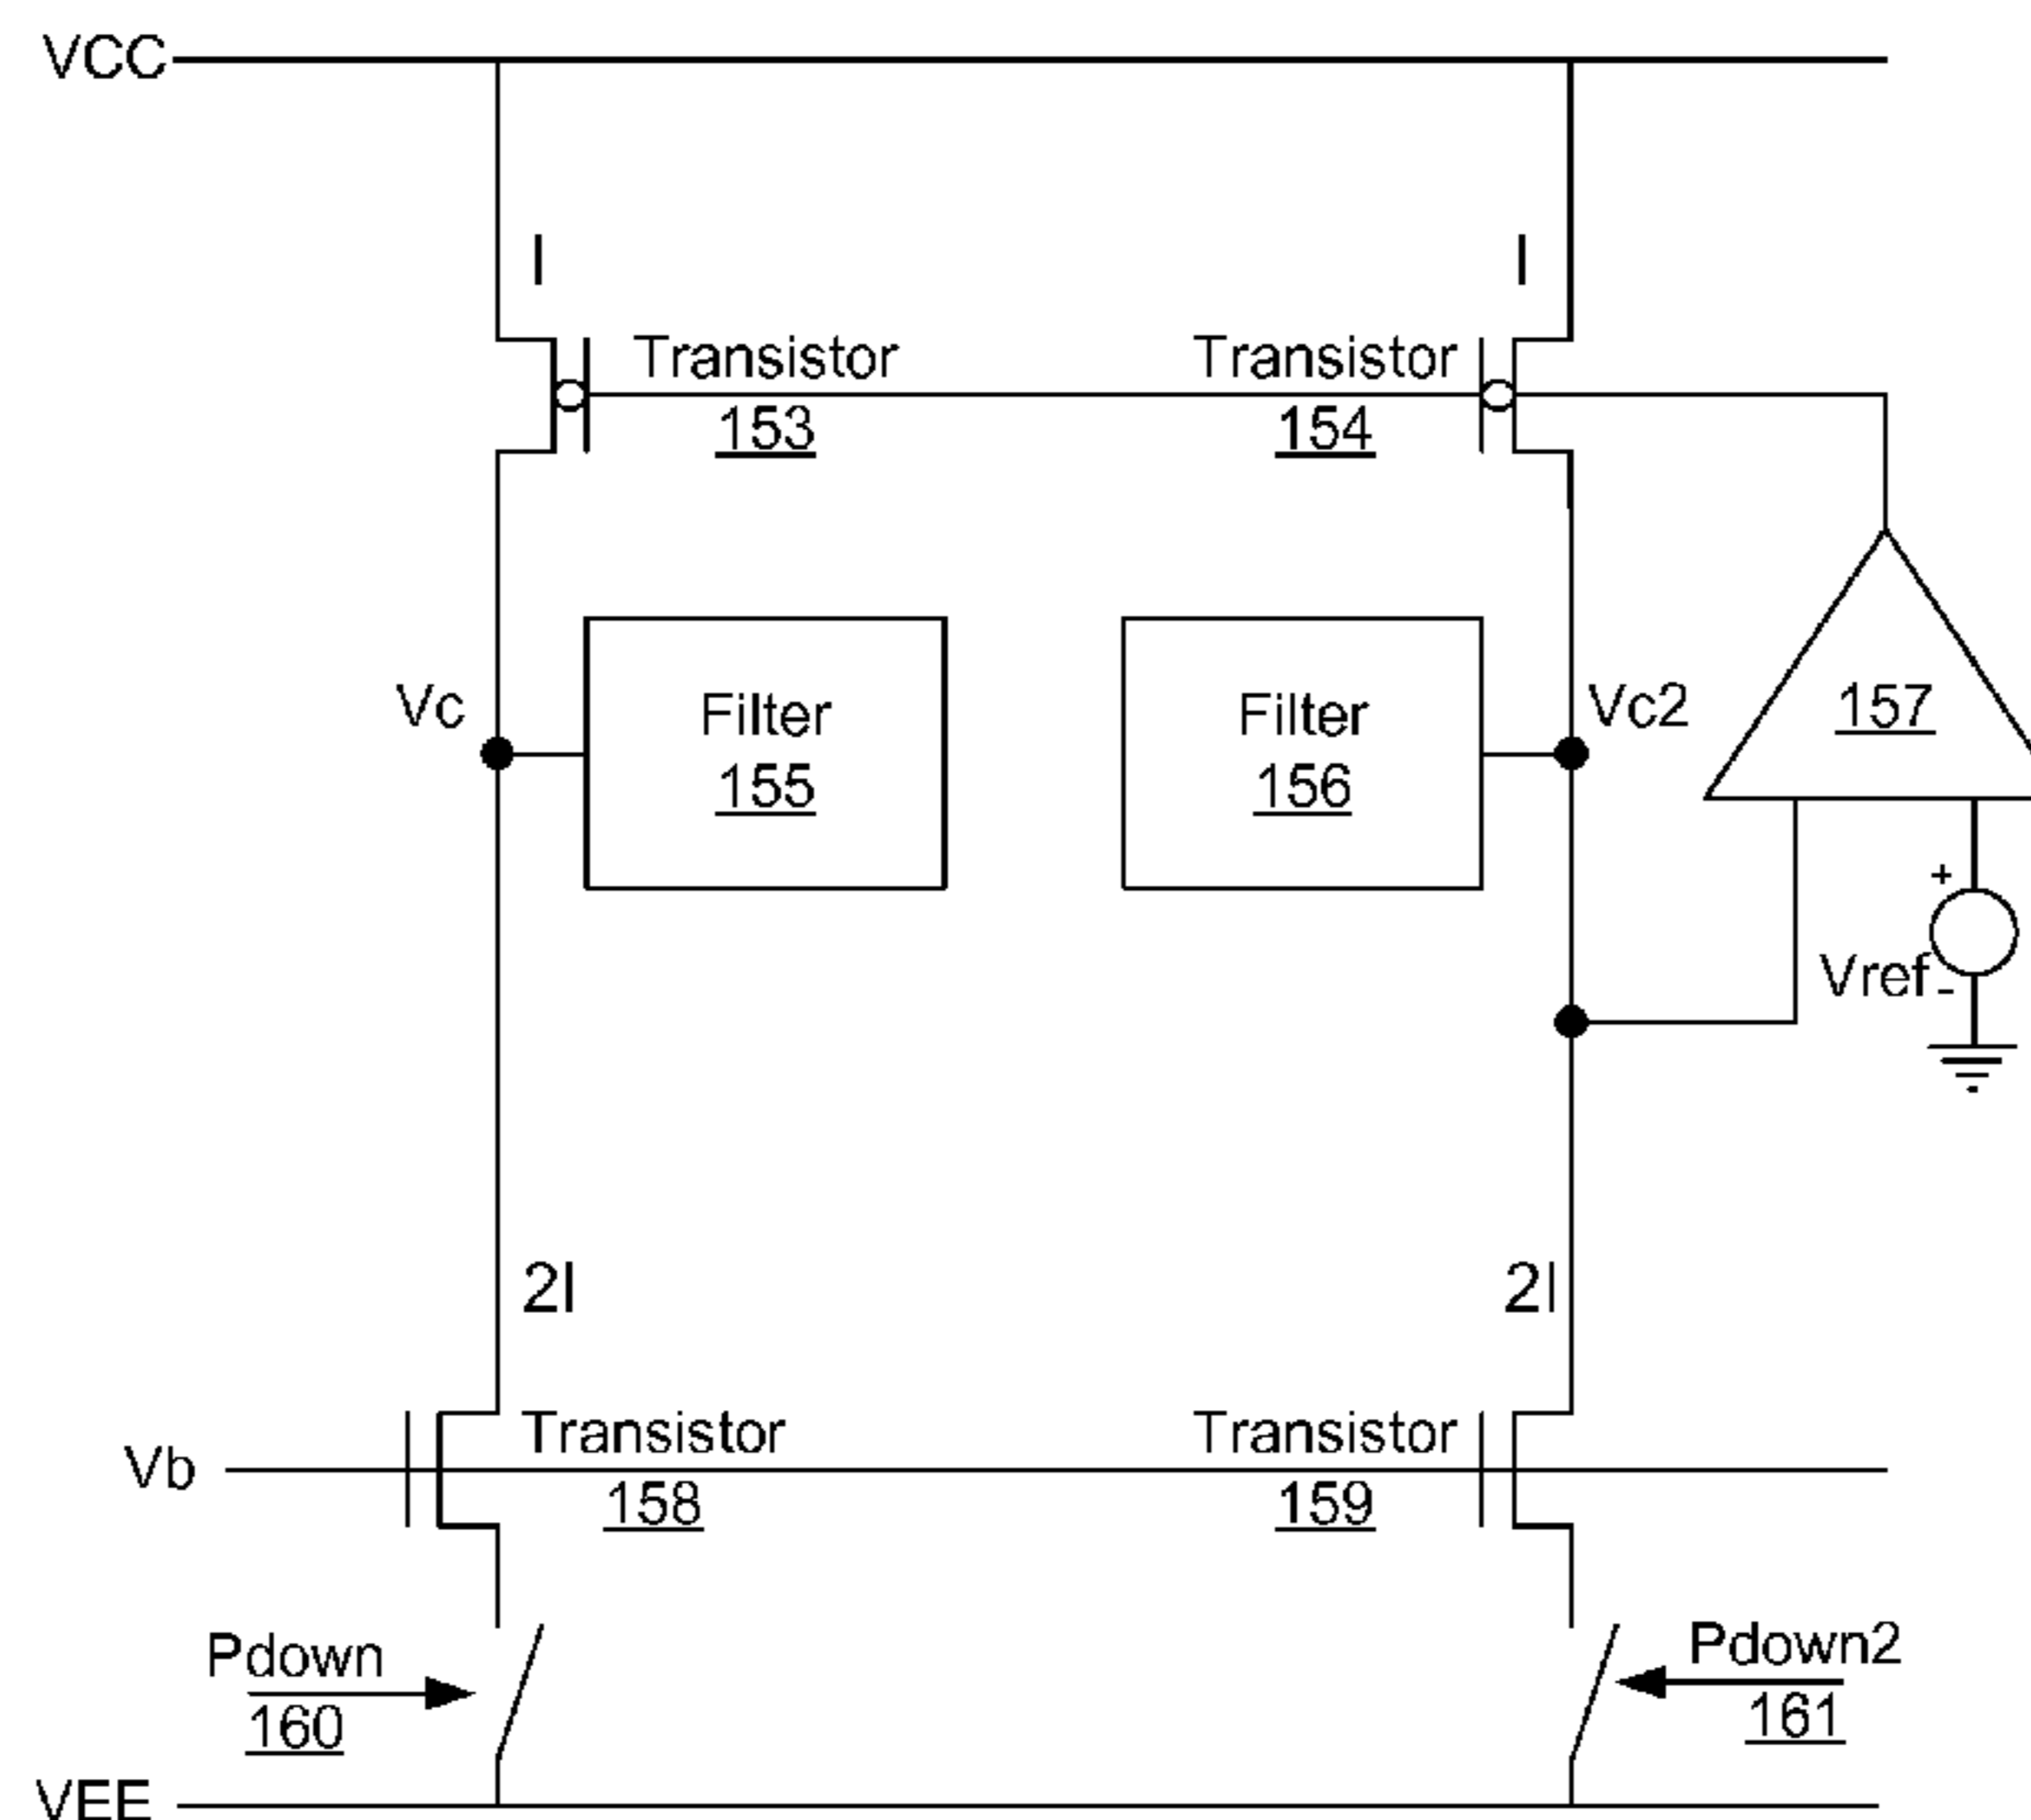 VCC
I
I
Transistor
153
Transistor
154
Vc
Filter
155
Filter
156
Vc2
157
+
Vref
-
2I
2I
Vb
Transistor
158
Transistor
159
Pdown
160
Pdown2
161
VEE